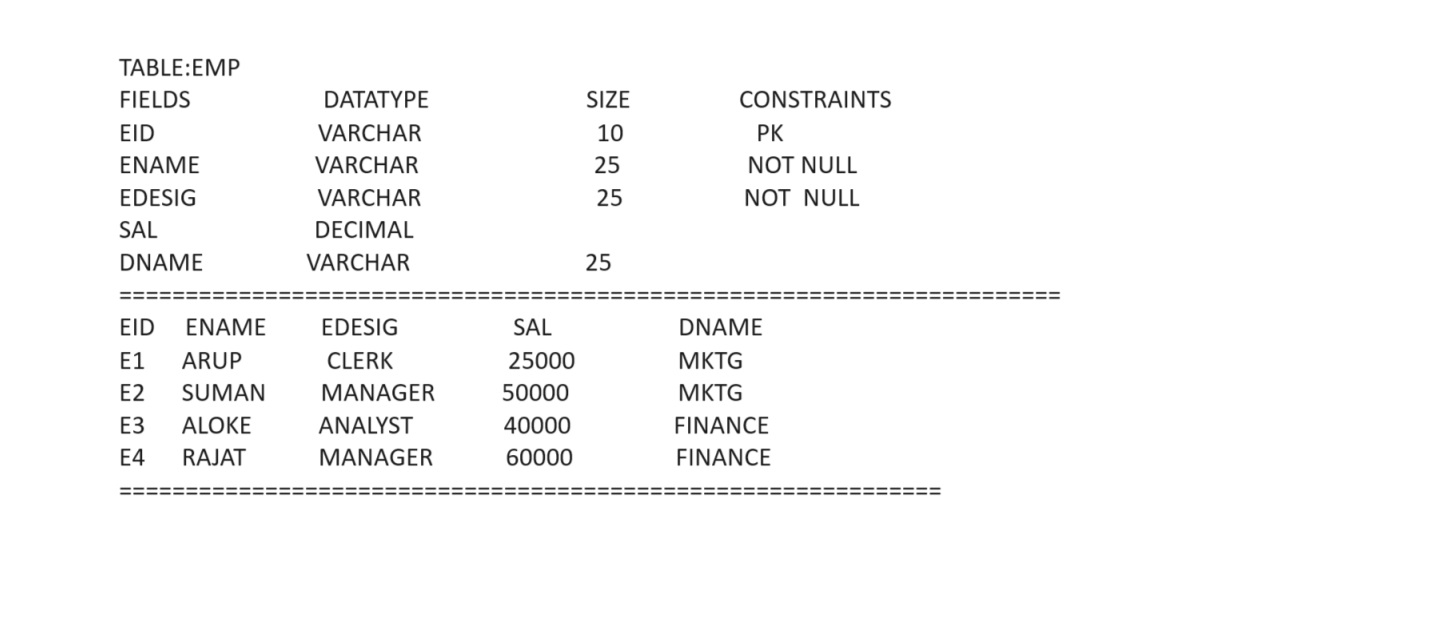 TABLE:EMP
FIELDS DATATYPE SIZE CONSTRAINTS
EID VARCHAR 10 PK
ENAME VARCHAR 25 NOT NULL
EDESIG VARCHAR 25 NOT NULL
SAL DECIMAL
DNAME VARCHAR 25
=======================================================================
EID ENAME EDESIG SAL DNAME
E1 ARUP CLERK 25000 MKTG
E2 SUMAN MANAGER 50000 MKTG
E3 ALOKE ANALYST 40000 FINANCE
E4 RAJAT MANAGER 60000 FINANCE
==============================================================